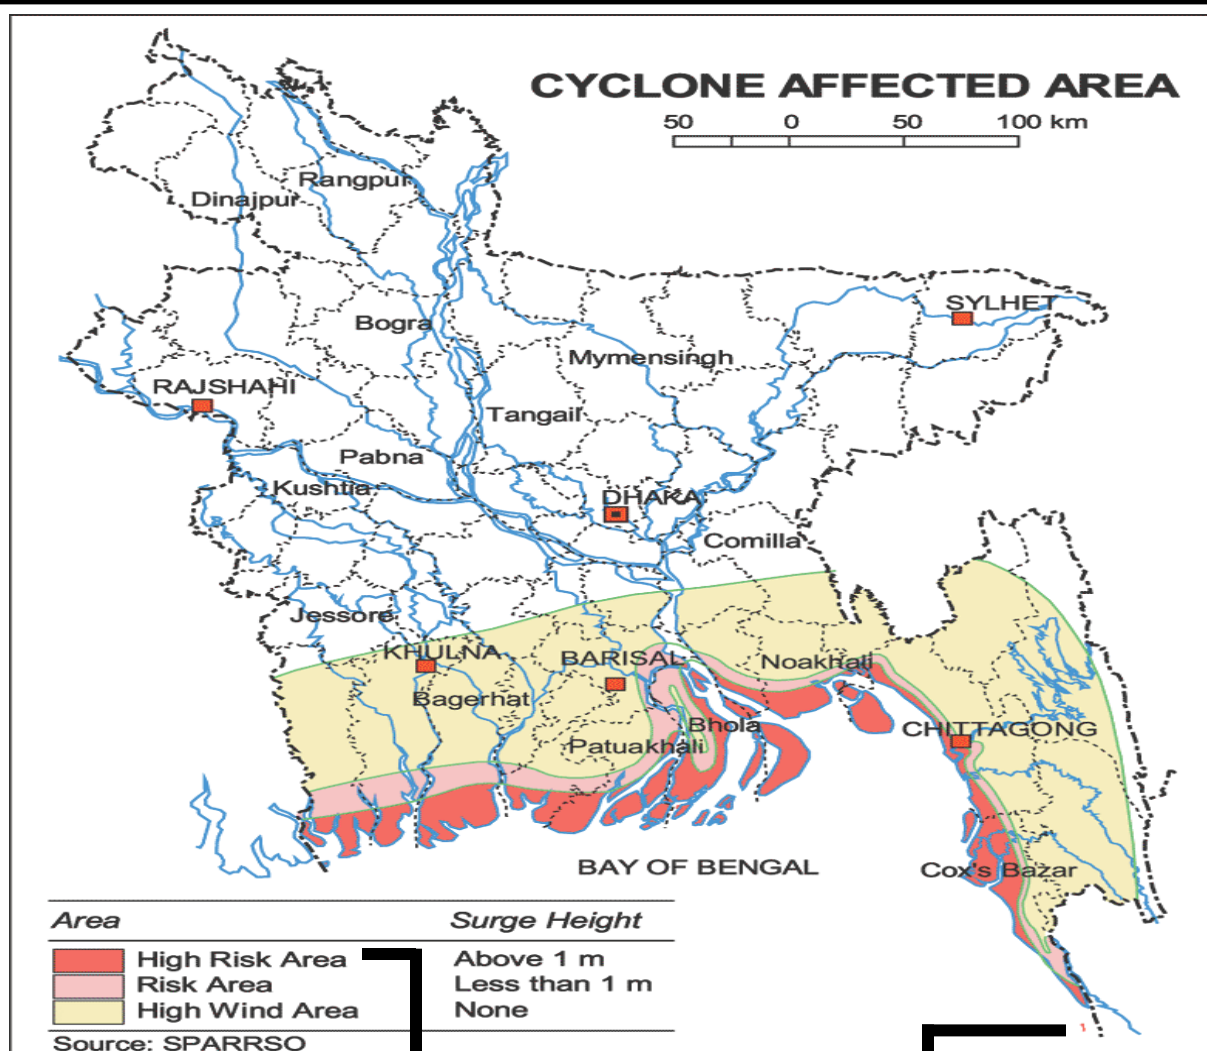 CYCLONE AFFECTED AREA
50 0 50 100 km
Rangpur
Dinajpur
SYLHET
Bogra
Mymensingh
RAJSHAHI
Tangail
Pabna
Kushtia
DHAKA
Comilla
Jessore
KHULNA
BARISAL
Noakhali
Bagerhat
Bhola
CHITTAGONG
Patuakhali
BAY OF BENGAL
Cox's Bazar
Area Surge Height
High Risk Area Above 1 m
Risk Area Less than 1 m
High Wind Area None
Source: SPARRSO
1